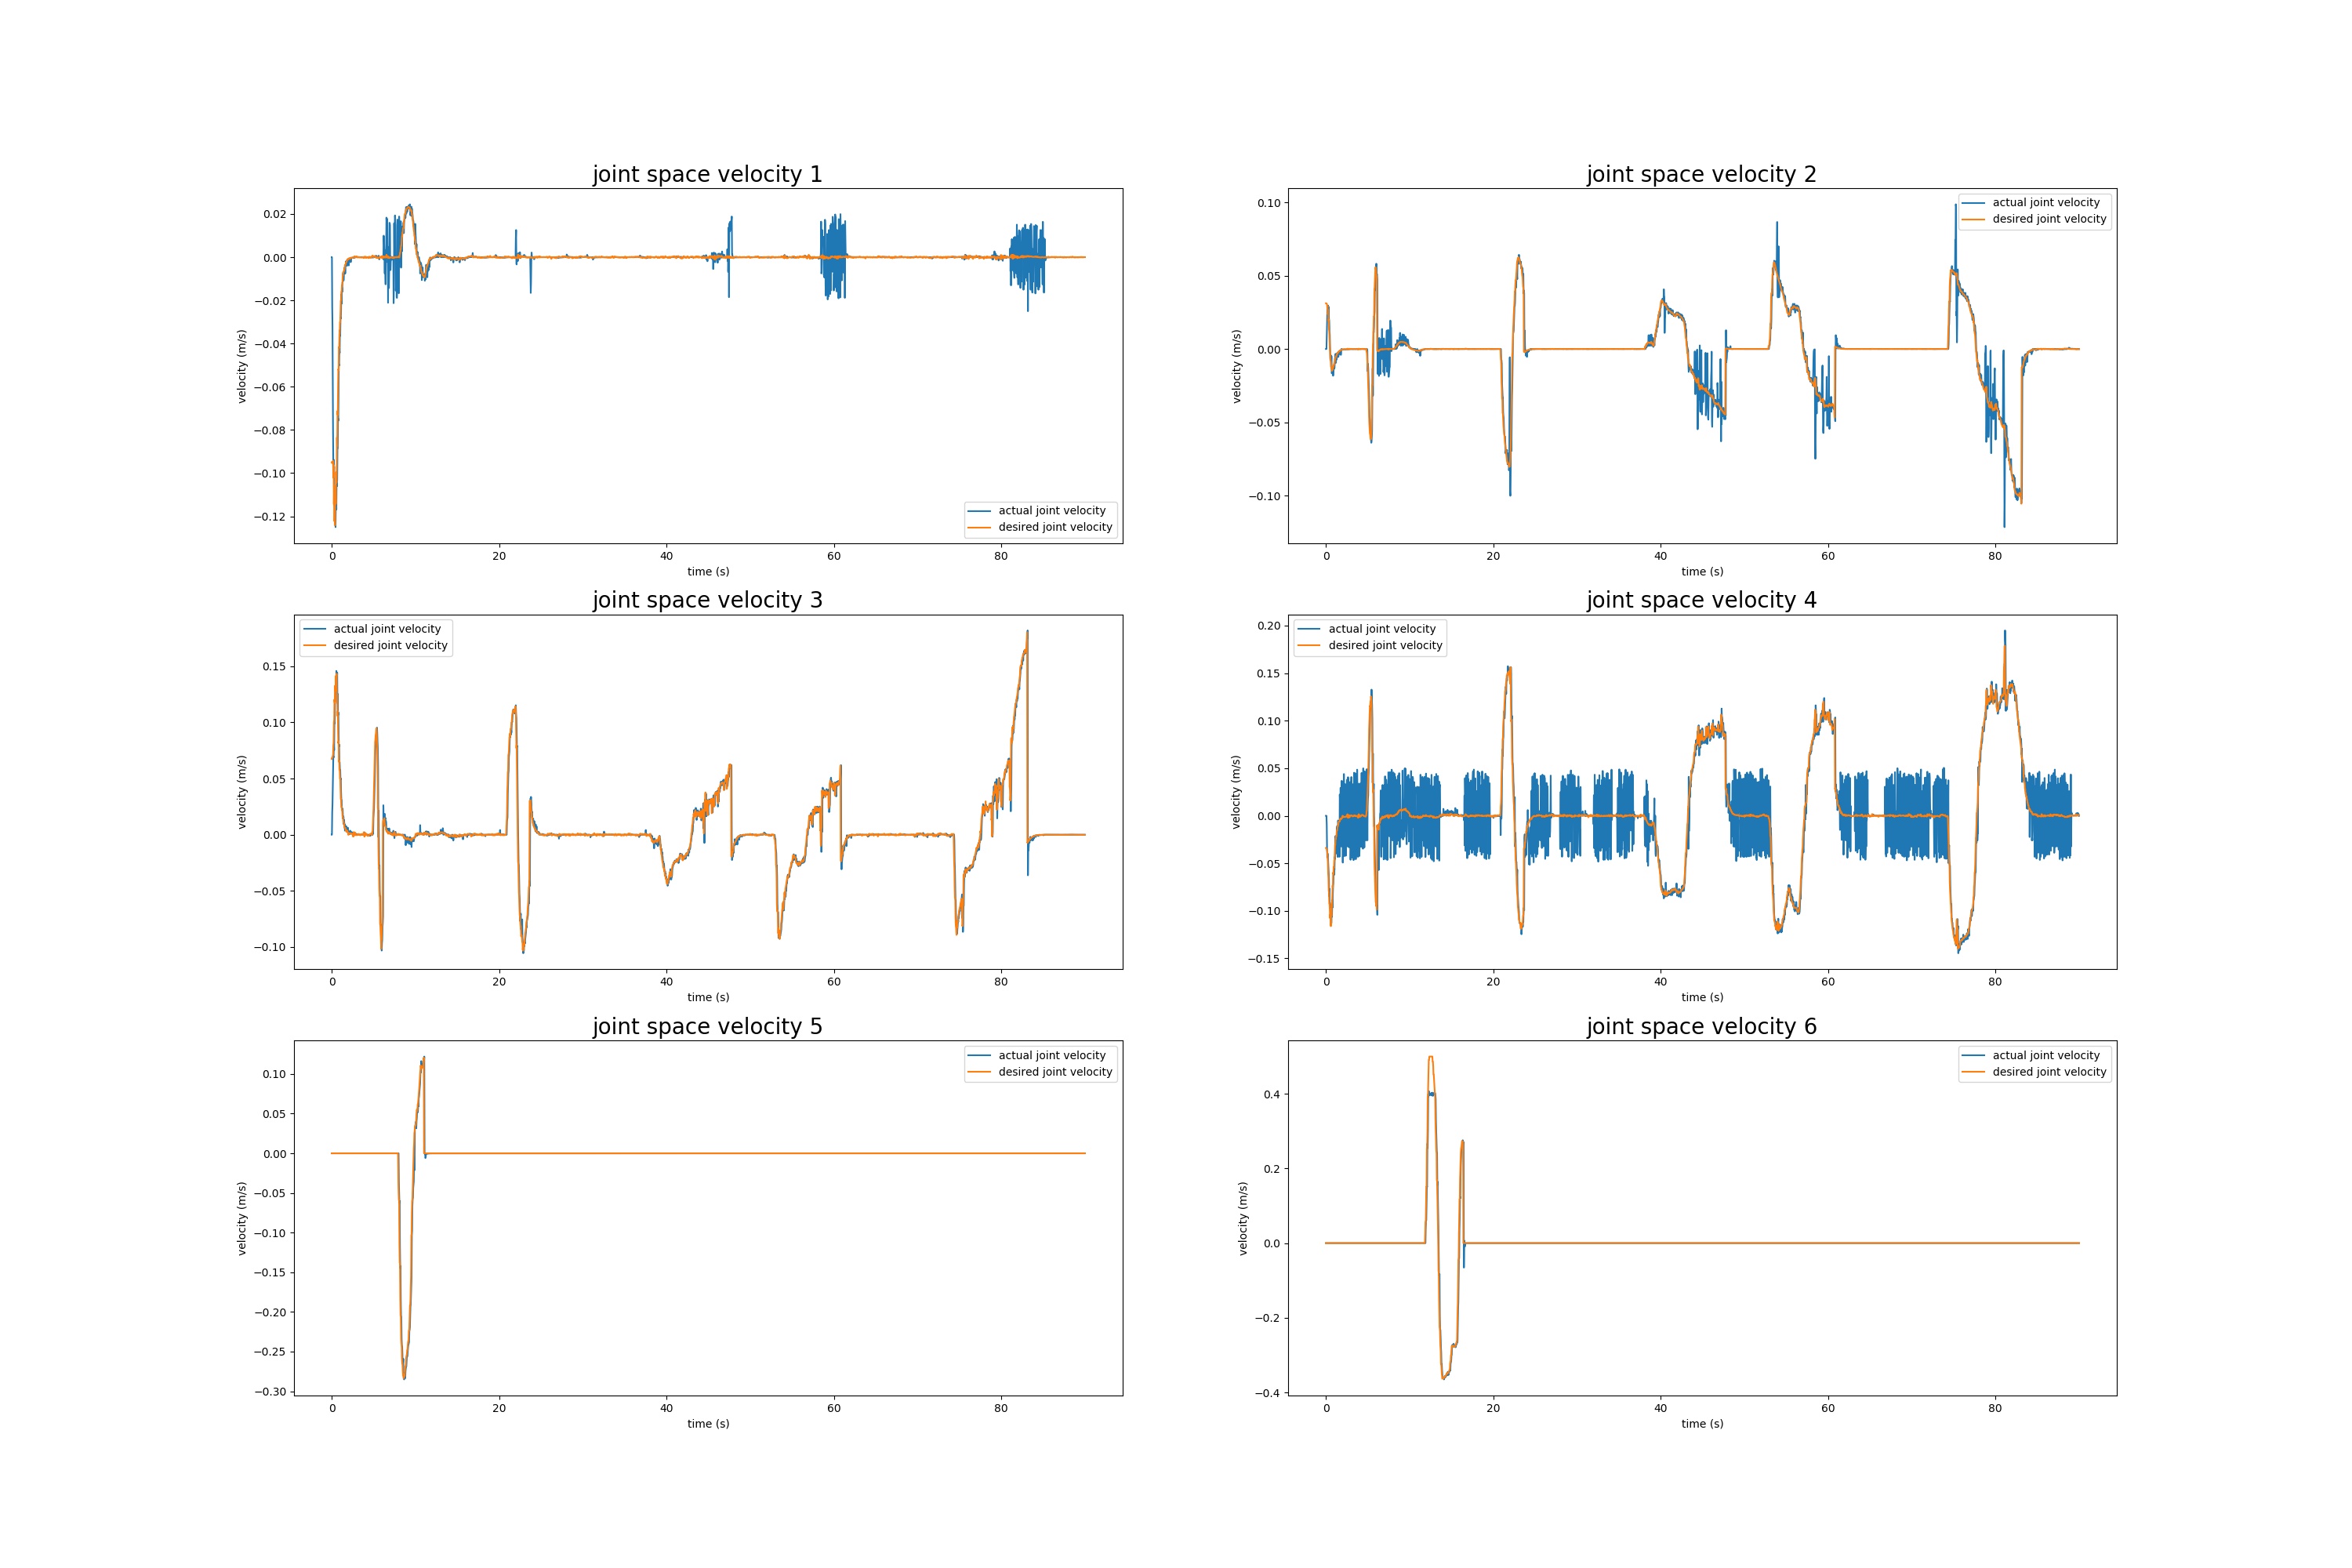 joint space velocity 1
velocity (m/s)
0.02
0.00
−0.02
−0.04
−0.06
−0.08
−0.10
−0.12
actual joint velocity
desired joint velocity
0 20 40 60 80
time (s)
joint space velocity 2
velocity (m/s)
0.10
0.05
0.00
−0.05
−0.10
actual joint velocity
desired joint velocity
0 20 40 60 80
time (s)
joint space velocity 3
velocity (m/s)
0.15
0.10
0.05
0.00
−0.05
−0.10
actual joint velocity
desired joint velocity
0 20 40 60 80
time (s)
joint space velocity 4
velocity (m/s)
0.20
0.15
0.10
0.05
0.00
−0.05
−0.10
−0.15
actual joint velocity
desired joint velocity
0 20 40 60 80
time (s)
joint space velocity 5
velocity (m/s)
0.10
0.05
0.00
−0.05
−0.10
−0.15
−0.20
−0.25
−0.30
actual joint velocity
desired joint velocity
0 20 40 60 80
time (s)
joint space velocity 6
velocity (m/s)
0.4
0.2
0.0
−0.2
−0.4
actual joint velocity
desired joint velocity
0 20 40 60 80
time (s)